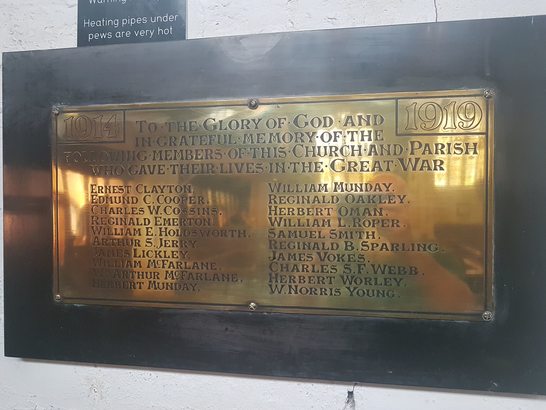 Heating pipes under
pews are very hot
1914
1919
TO·THE·GLORY OF·GOD·AND
IN·GRATEFUL·MEMORY·OF·THE
FOLLOWING·MEMBERS·OF·THIS·CHURCH·AND·PARISH
WHO·GAVE·THEIR·LIVES·IN·THE·GREAT·WAR
ERNEST CLAYTON.
EDMUND C. COOPER.
CHARLES W. COSSINS.
REGINALD EMERTON.
WILLIAM E. HOLDSWORTH.
ARTHUR S. JERRY.
JAMES LICKLEY.
WILLIAM McFARLANE.
W. ARTHUR McFARLANE.
HERBERT MUNDAY.
WILLIAM MUNDAY.
REGINALD OAKLEY.
HERBERT OMAN.
WILLIAM L. ROPER.
SAMUEL SMITH.
REGINALD B. SPARLING.
JAMES VOKES.
CHARLES S.F. WEBB.
HERBERT WORLEY.
W. NORRIS YOUNG.